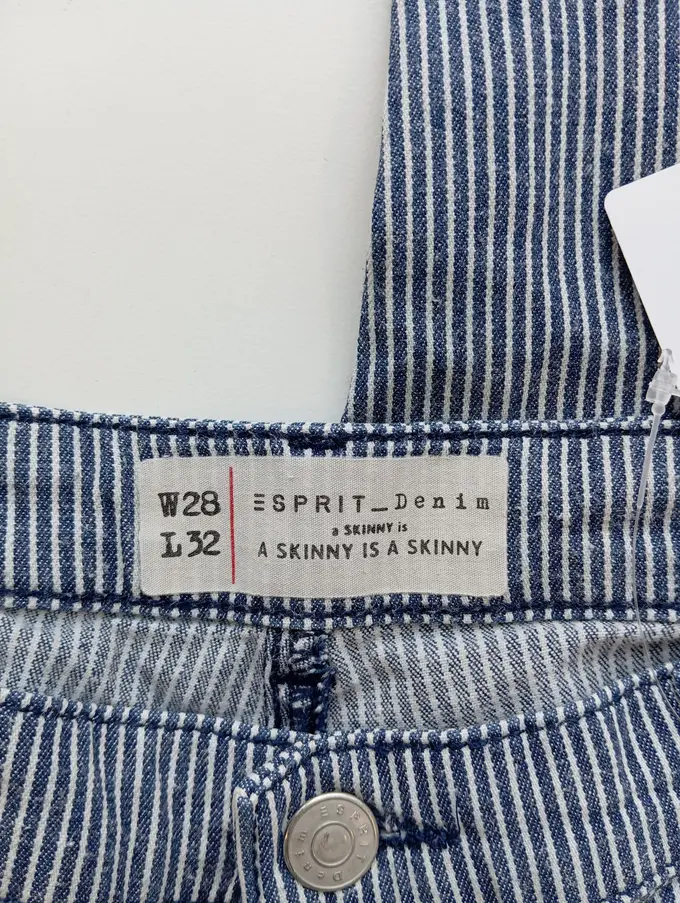 W28
L32
ESPRIT_Denim
a SKINNY is
A SKINNY IS A SKINNY
ESPRIT
Denim